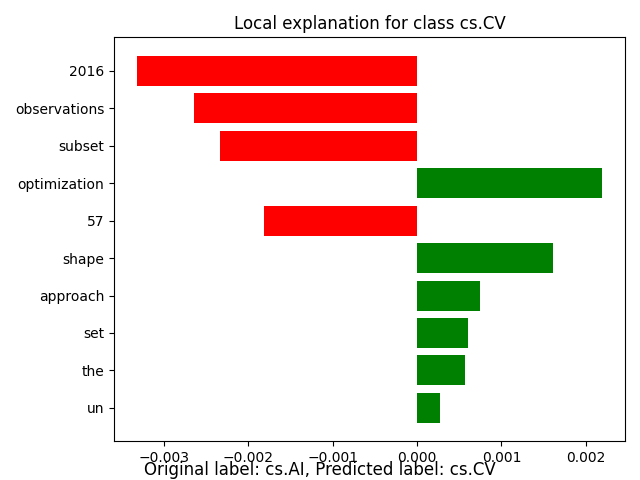 Local explanation for class cs.CV
2016
observations
subset
optimization
57
shape
approach
set
the
un
−0.003 −0.002 −0.001 0.000 0.001 0.002
Original label: cs.AI, Predicted label: cs.CV